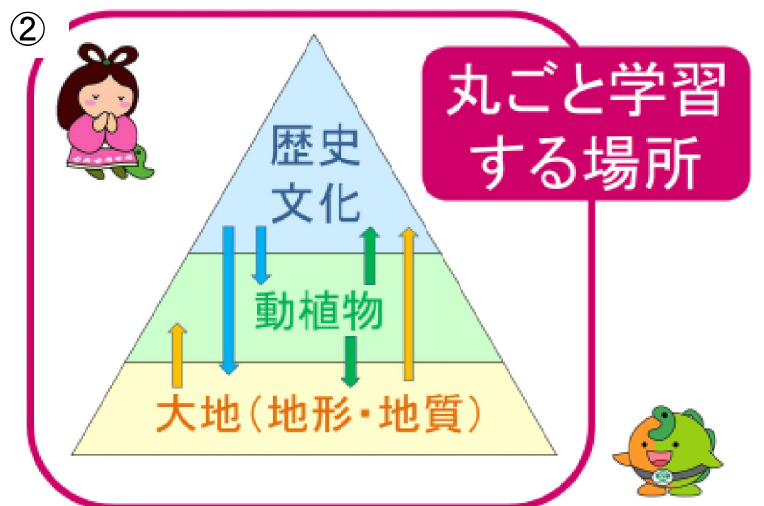 ②
丸ごと学習
する場所
歴史
文化
動植物
大地（地形・地質）